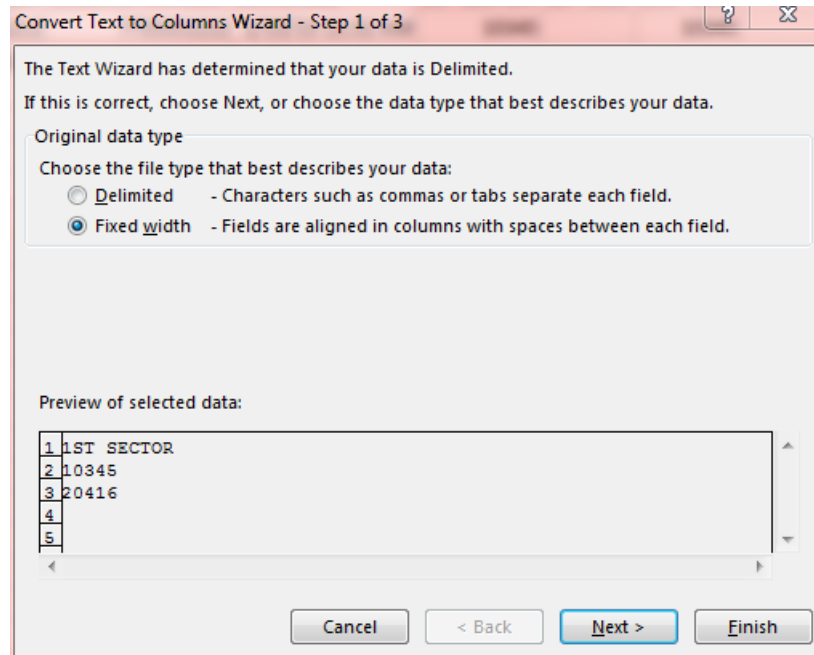 Convert Text to Columns Wizard - Step 1 of 3
The Text Wizard has determined that your data is Delimited.
If this is correct, choose Next, or choose the data type that best describes your data.
Original data type
Choose the file type that best describes your data:
Delimited - Characters such as commas or tabs separate each field.
Fixed width - Fields are aligned in columns with spaces between each field.
Preview of selected data:
1 1ST SECTOR
2 10345
3 20416
4
5
Cancel < Back Next > Finish